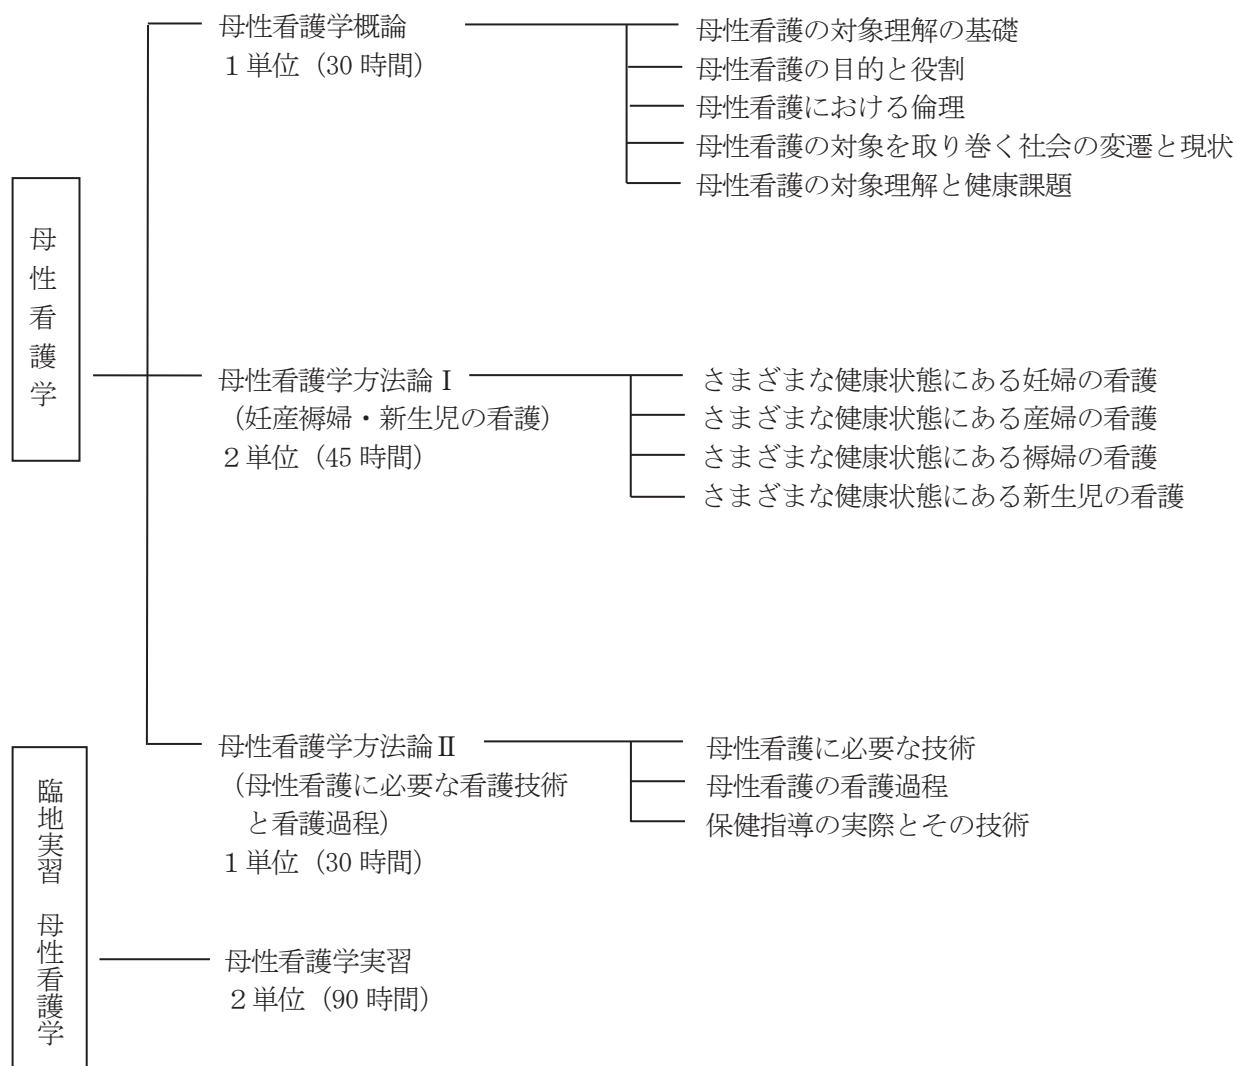 母性看護学
母性看護学概論
1単位（30時間）
母性看護の対象理解の基礎
母性看護の目的と役割
母性看護における倫理
母性看護の対象を取り巻く社会の変遷と現状
母性看護の対象理解と健康課題
母性看護学方法論Ⅰ
（妊産褥婦・新生児の看護）
２単位（45時間）
さまざまな健康状態にある妊婦の看護
さまざまな健康状態にある産婦の看護
さまざまな健康状態にある褥婦の看護
さまざまな健康状態にある新生児の看護
母性看護学方法論Ⅱ
（母性看護に必要な看護技術
と看護過程）
１単位（30時間）
母性看護に必要な技術
母性看護の看護過程
保健指導の実際とその技術
臨地実習　母性看護学
母性看護学実習
２単位（90時間）